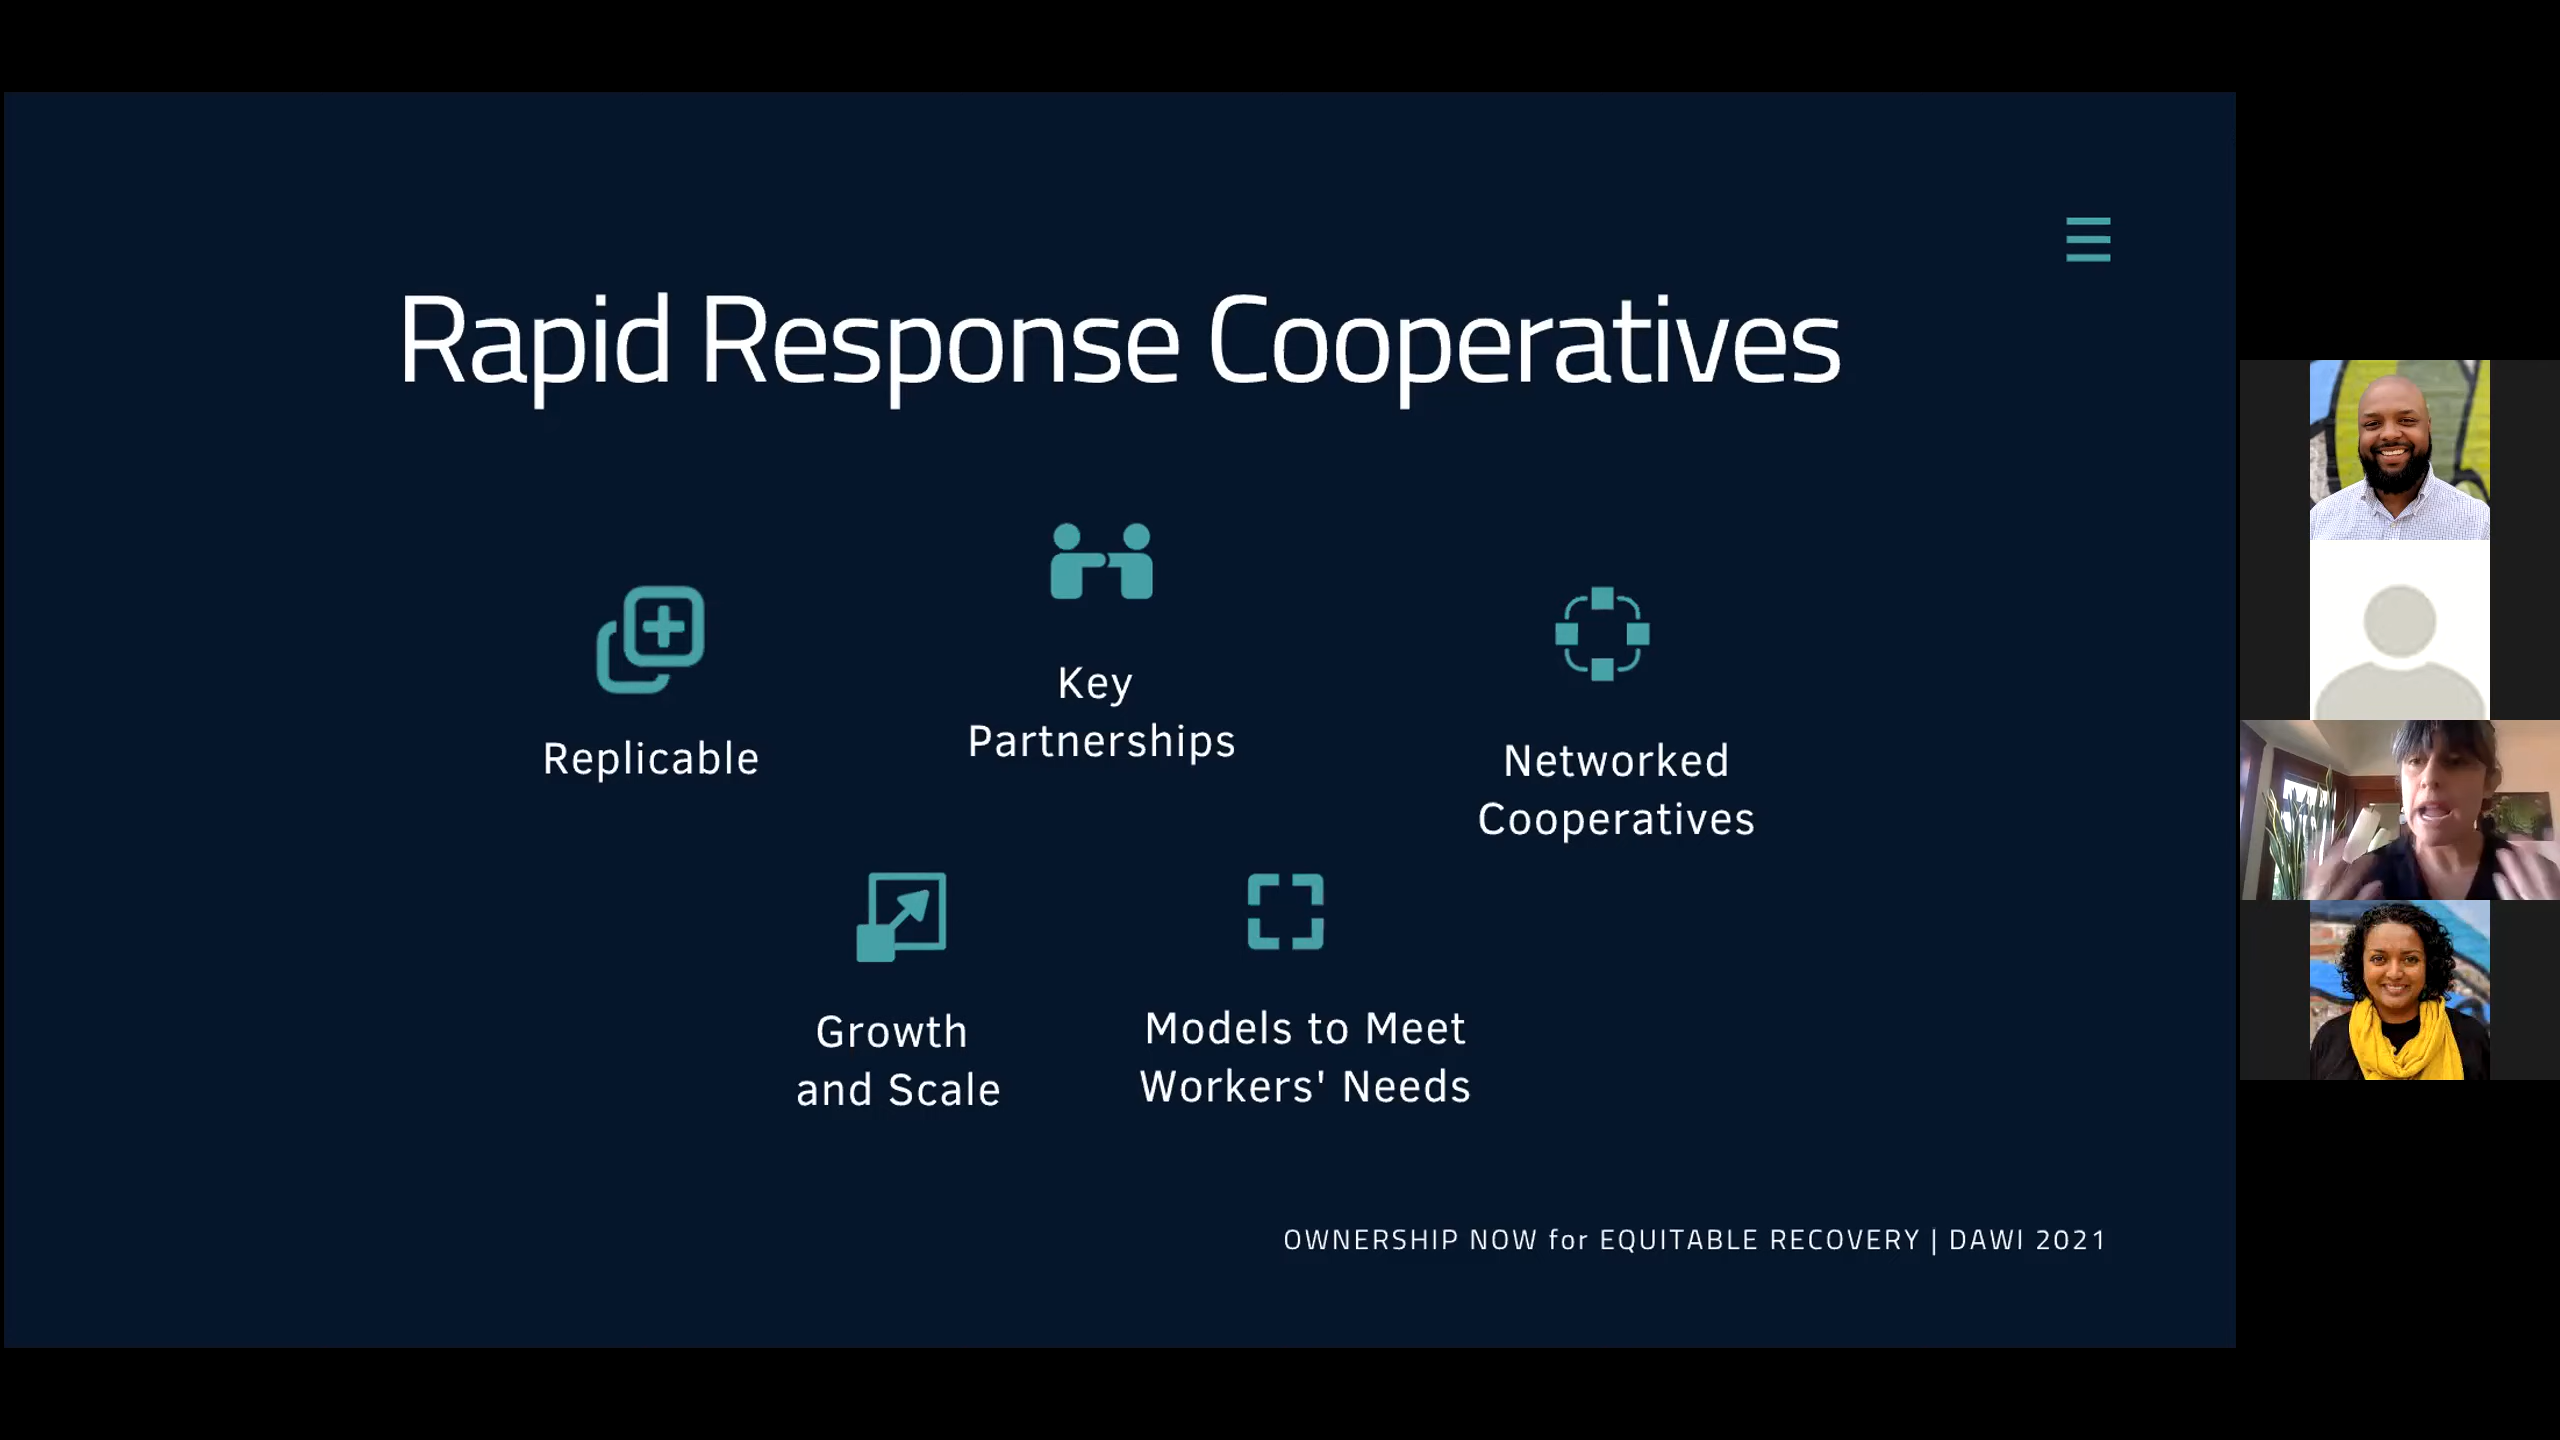 Rapid Response Cooperatives
Replicable
Key
Partnerships
Networked
Cooperatives
Growth
and Scale
Models to Meet
Workers' Needs
OWNERSHIP NOW for EQUITABLE RECOVERY | DAWI 2021